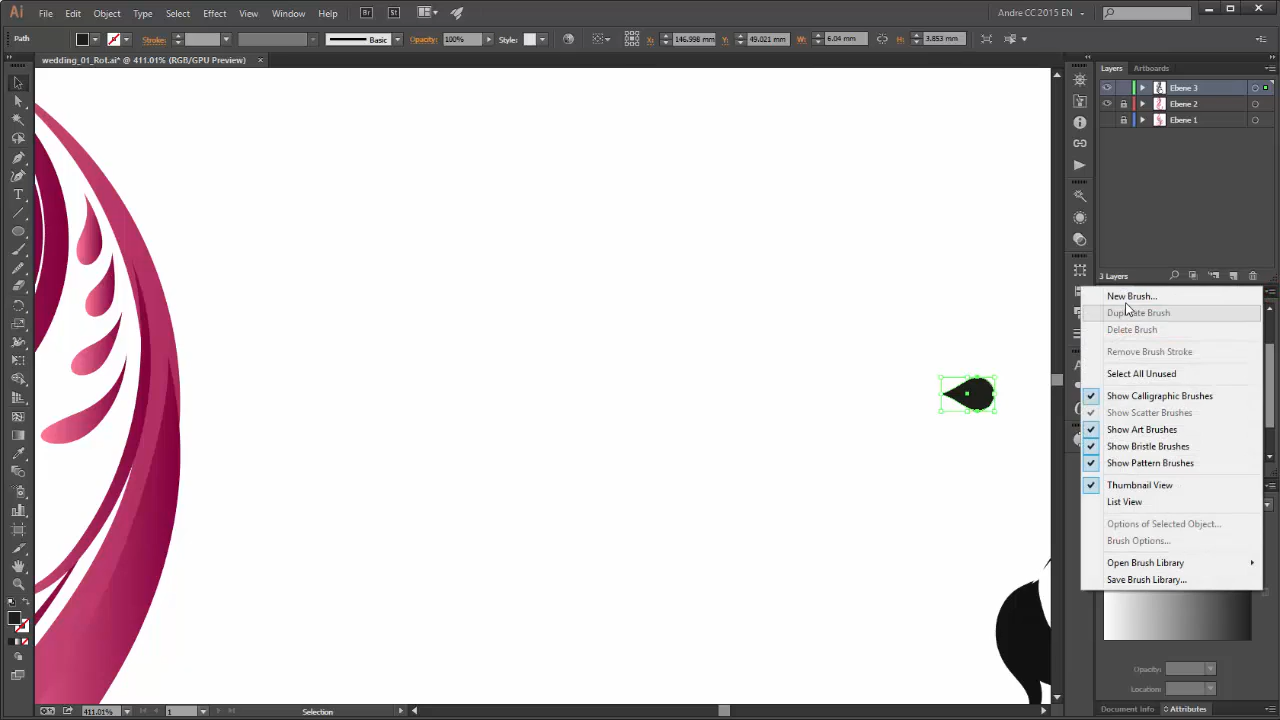 Ai File Edit Object Type Select Effect View Window Help Br St Andre CC 2015 EN
Path Strokes: Basic Opacity: 100% Style: X: 146.998 mm Y: 49.021 mm W: 6.04 mm H: 3.853 mm
wedding_01_Rot.ai* @ 411.01% (RGB/GPU Preview) ×
Layers Artboards
Ebene 3
Ebene 2
Ebene 1
3 Layers
New Brush...
Duplicate Brush
Delete Brush
Remove Brush Stroke
Select All Unused
Show Calligraphic Brushes
Show Scatter Brushes
Show Art Brushes
Show Bristle Brushes
Show Pattern Brushes
Thumbnail View
List View
Options of Selected Object...
Brush Options...
Open Brush Library
Save Brush Library...
Opacity:
Location:
411.01% 1 Selection
Document Info Attributes